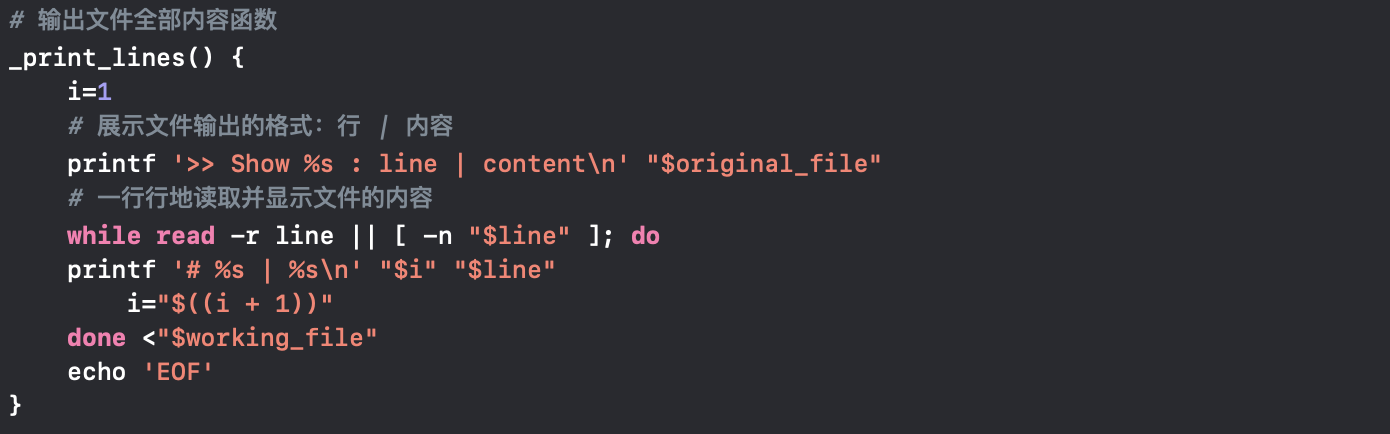 # 输出文件全部内容函数
_print_lines() {
    i=1
    # 展示文件输出的格式：行 | 内容
    printf '>> Show %s : line | content\n' "$original_file"
    # 一行行地读取并显示文件的内容
    while read -r line || [ -n "$line" ]; do
    printf '# %s | %s\n' "$i" "$line"
        i="$((i + 1))"
    done <"$working_file"
    echo 'EOF'
}